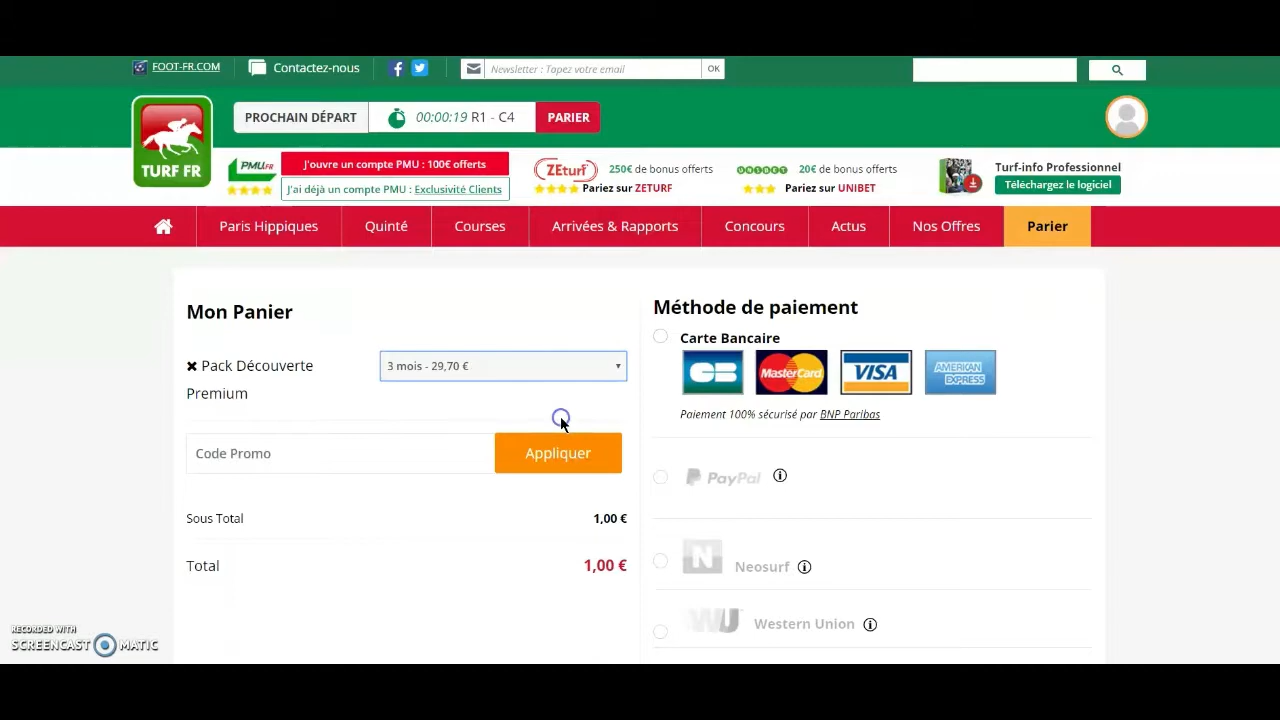 FOOT-FR.COM
Contactez-nous
Newsletter : Tapez votre email
OK
TURF FR
PROCHAIN DÉPART
00:00:19 R1 - C4
PARIER
PMU.FR
J'ouvre un compte PMU : 100€ offerts
J'ai déjà un compte PMU : Exclusivité Clients
ZEturf
250€ de bonus offerts
Pariez sur ZETURF
UNIBET
20€ de bonus offerts
Pariez sur UNIBET
Turf-info Professionnel
Téléchargez le logiciel
Paris Hippiques
Quinté
Courses
Arrivées & Rapports
Concours
Actus
Nos Offres
Parier
Mon Panier
Pack Découverte
Premium
3 mois - 29,70 €
Code Promo
Appliquer
Sous Total
1,00 €
Total
1,00 €
Méthode de paiement
Carte Bancaire
CB
MasterCard
VISA
AMERICAN
EXPRESS
Paiement 100% sécurisé par BNP Paribas
PayPal
N
Neosurf
WU
Western Union
RECORDED WITH
SCREENCAST MATIC